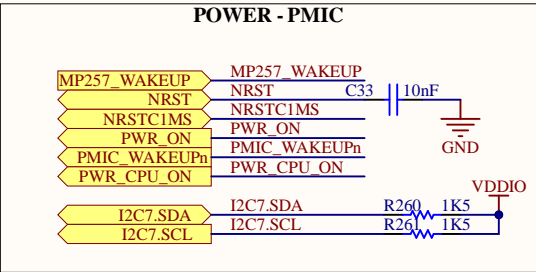 POWER - PMIC
MP257_WAKEUP MP257_WAKEUP
NRST NRST C33 10nF
NRSTC1MS NRSTC1MS
PWR_ON PWR_ON
PMIC_WAKEUPn PMIC_WAKEUPn GND
PWR_CPU_ON PWR_CPU_ON
VDDIO
I2C7.SDA I2C7.SDA R260 1K5
I2C7.SCL I2C7.SCL R261 1K5